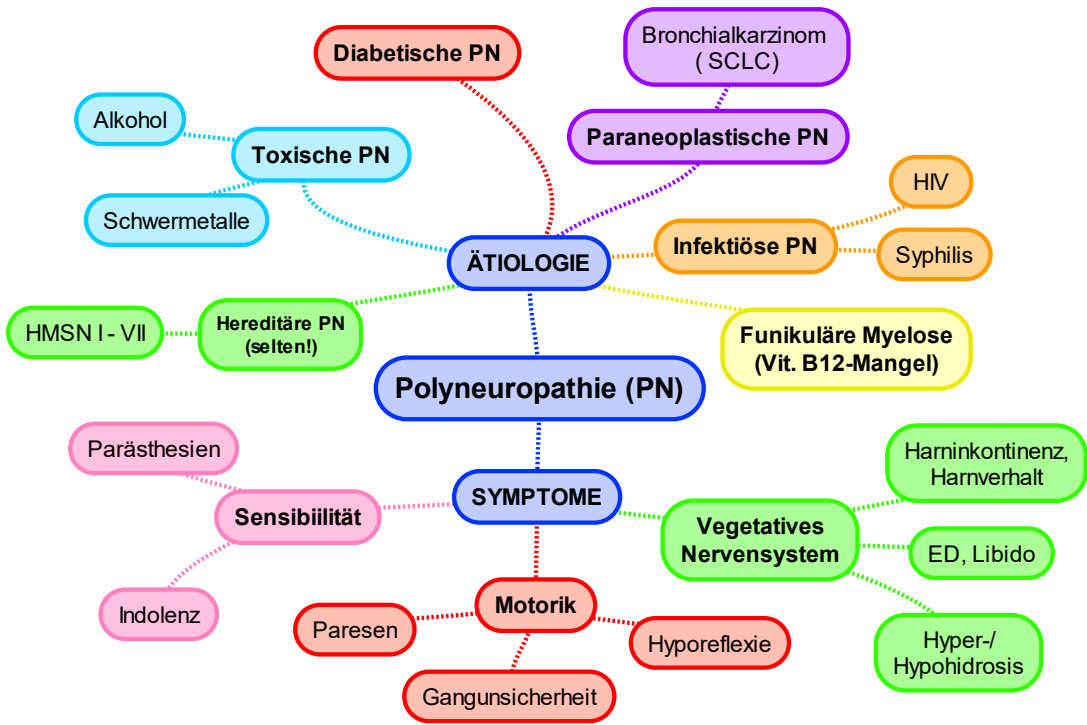 Diabetische PN
Bronchialkarzinom
( SCLC)
Alkohol
Toxische PN
Paraneoplastische PN
Schwermetalle
HIV
Infektiöse PN
Syphilis
ÄTIOLOGIE
HMSN I - VII
Hereditäre PN
(selten!)
Funikuläre Myelose
(Vit. B12-Mangel)
Polyneuropathie (PN)
Parästhesien
SYMPTOME
Sensibiilität
Indolenz
Harninkontinenz,
Harnverhalt
Vegetatives
Nervensystem
ED, Libido
Hyper-/
Hypohidrosis
Motorik
Paresen
Hyporeflexie
Gangunsicherheit